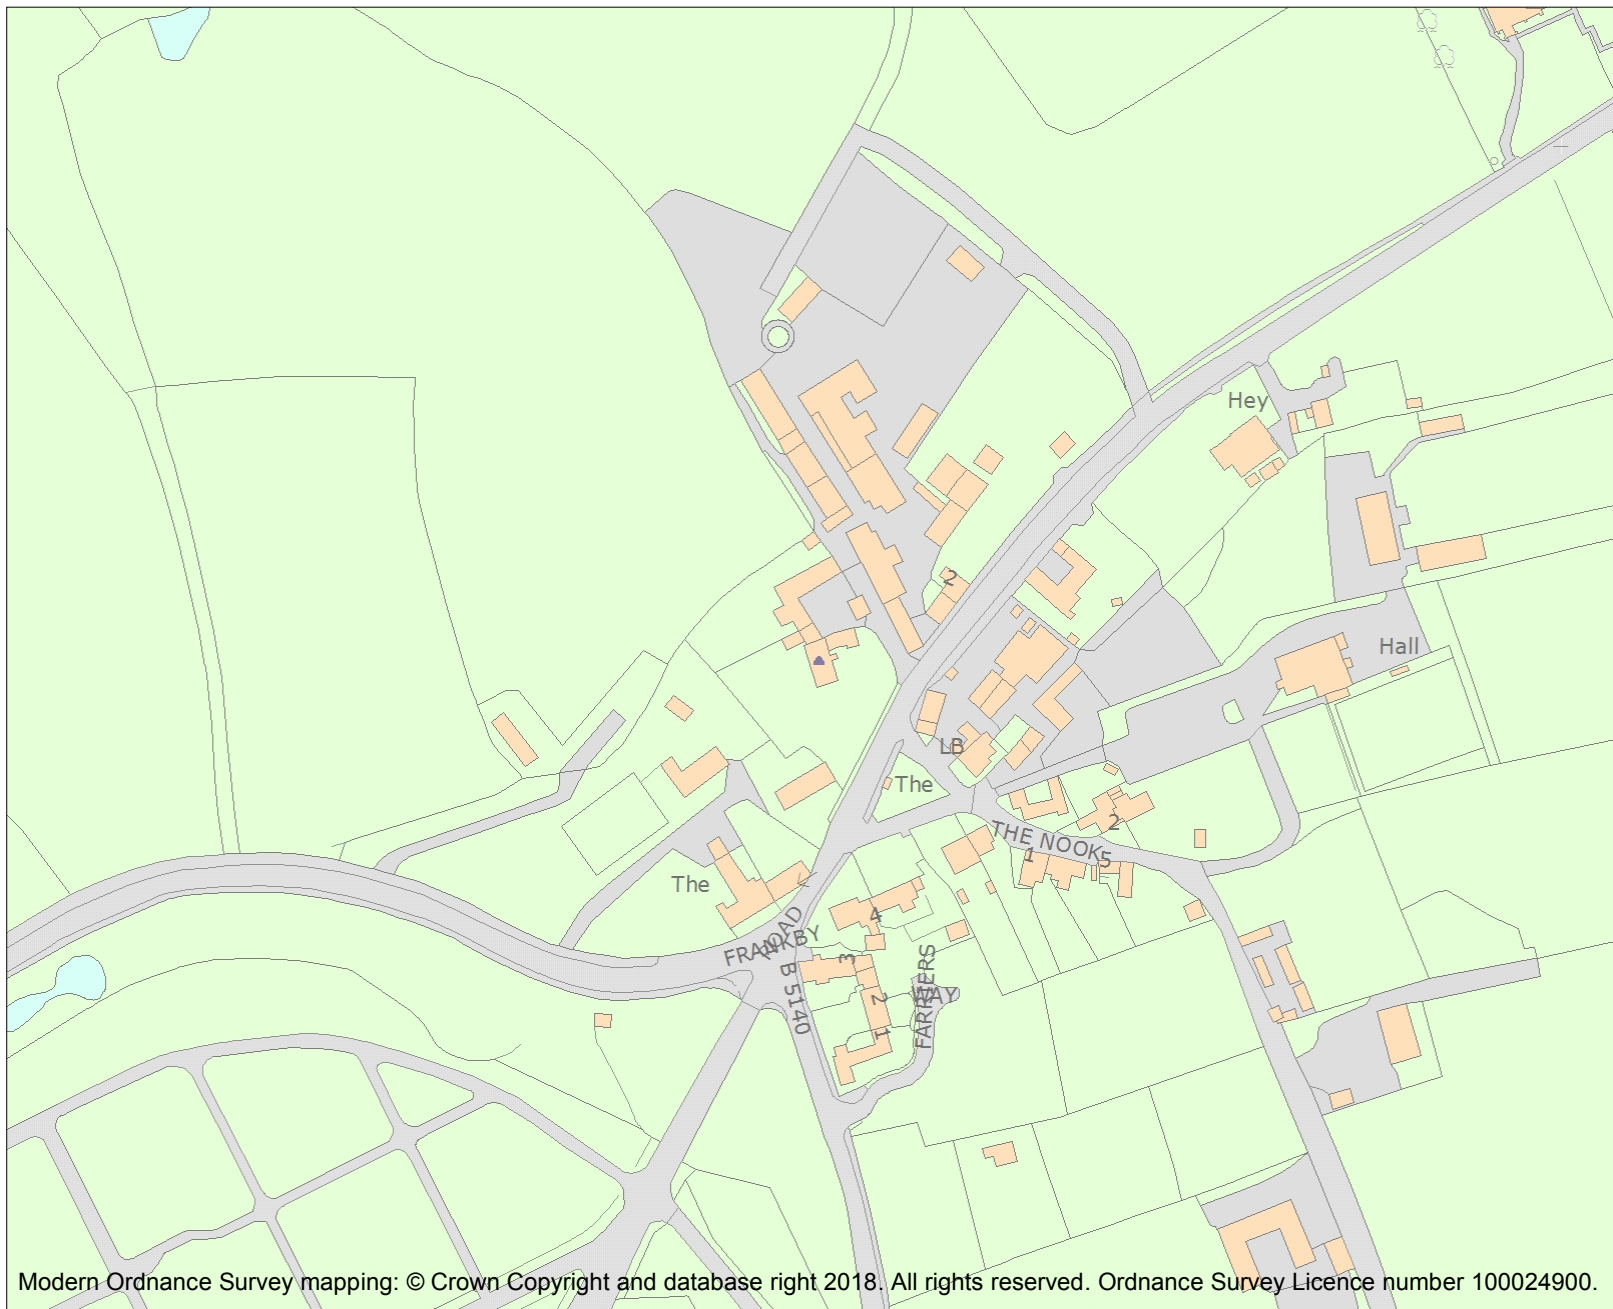 Hey
2
Hall
LB
The
2
THE NOOK
1
5
The
4
FRANKBY
ROAD
3
B 5140
FARRIERS
WAY
2
1
Modern Ordnance Survey mapping: © Crown Copyright and database right 2018. All rights reserved. Ordnance Survey Licence number 100024900.